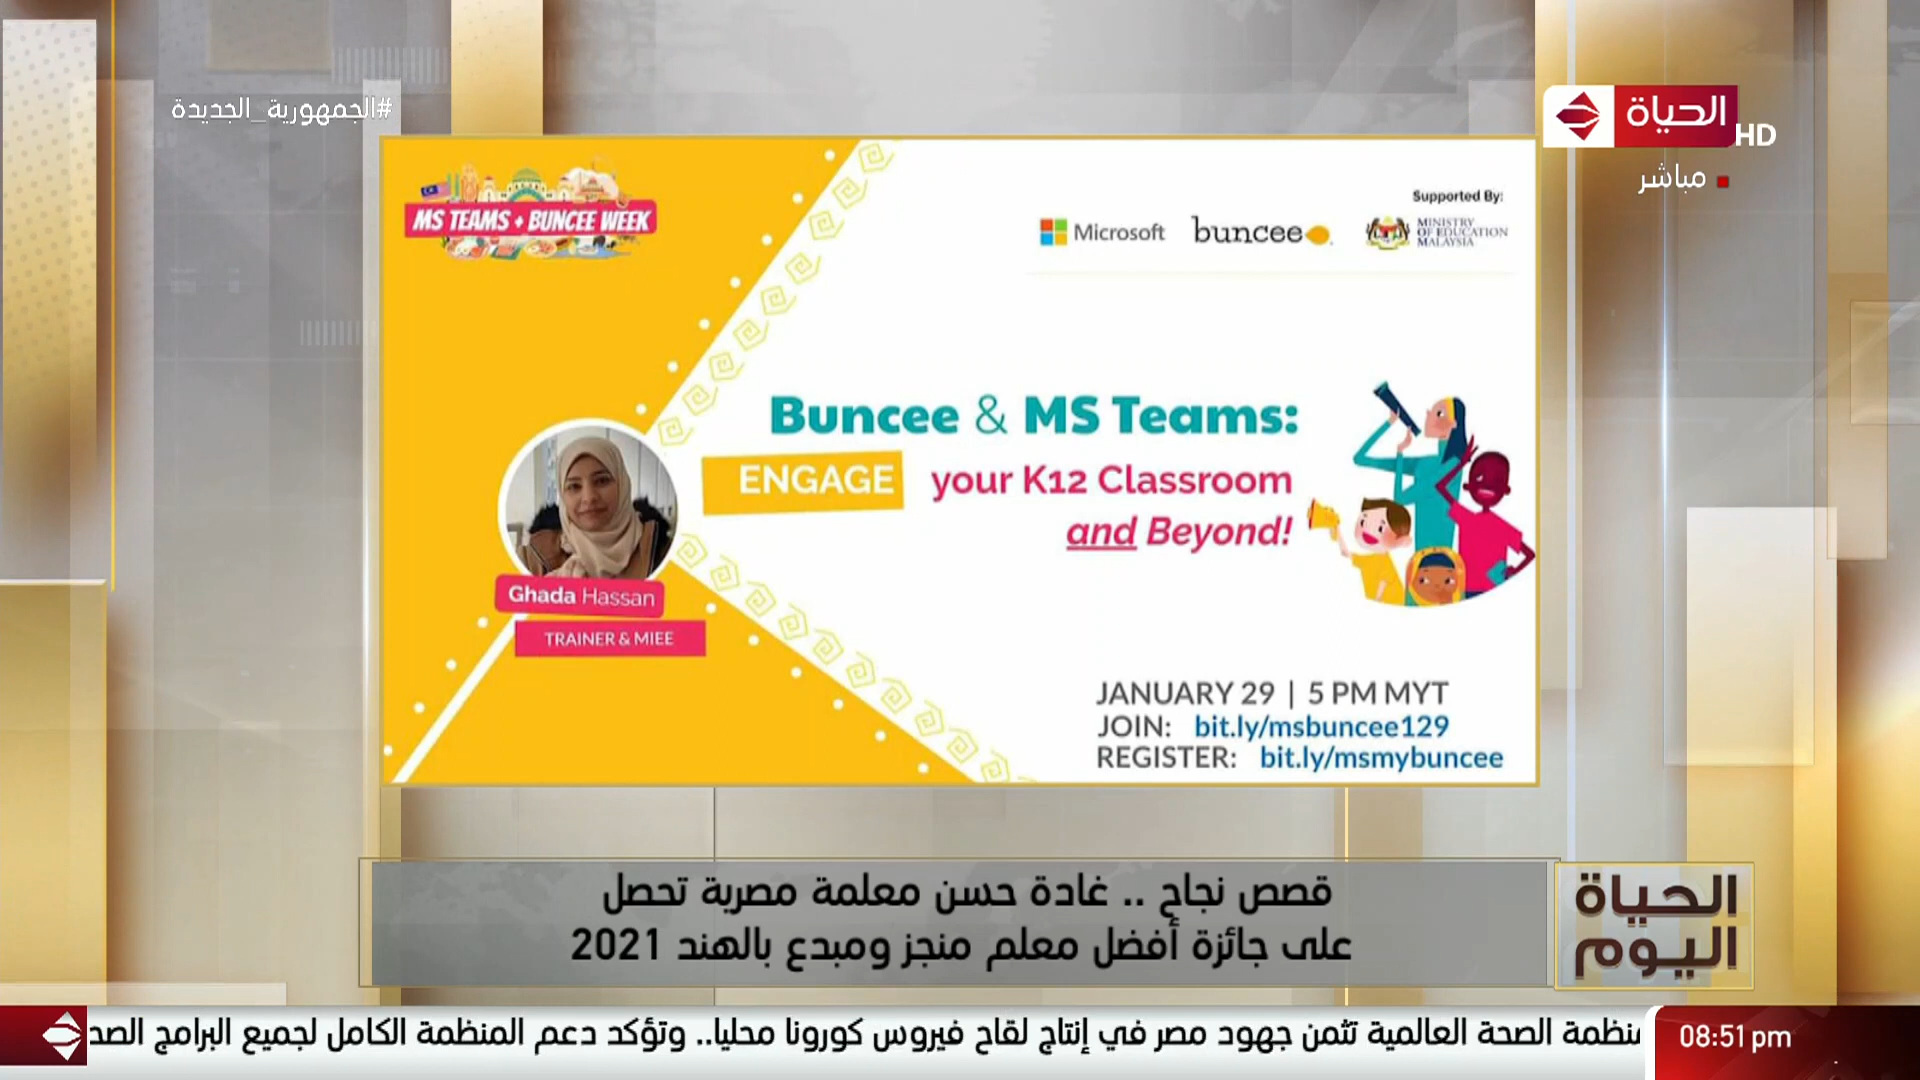 #الجمهورية_الجديدة
الحياة
HD
مباشر
MS TEAMS + BUNCEE WEEK
Supported By:
Microsoft
buncee
MINISTRY
OF EDUCATION
MALAYSIA
Buncee & MS Teams:
ENGAGE your K12 Classroom
and Beyond!
Ghada Hassan
TRAINER & MIEE
JANUARY 29 | 5 PM MYT
JOIN: bit.ly/msbuncee129
REGISTER: bit.ly/msmybuncee
قصص نجاح .. غادة حسن معلمة مصرية تحصل
على جائزة أفضل معلم منجز ومبدع بالهند 2021
الحياة
اليوم
منظمة الصحة العالمية تثمن جهود مصر في إنتاج لقاح فيروس كورونا محليا.. وتؤكد دعم المنظمة الكامل لجميع البرامج الصد
08:51 pm